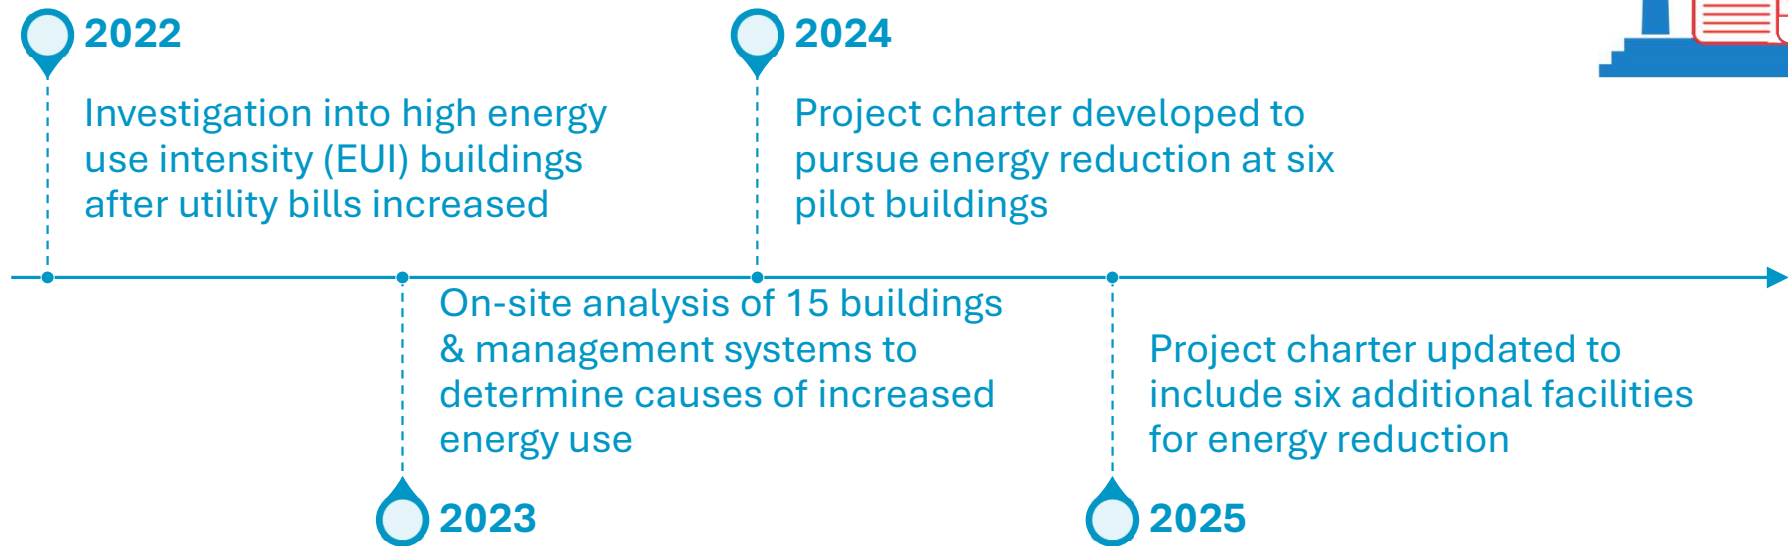 2022
Investigation into high energy
use intensity (EUI) buildings
after utility bills increased
2023
On-site analysis of 15 buildings
& management systems to
determine causes of increased
energy use
2024
Project charter developed to
pursue energy reduction at six
pilot buildings
2025
Project charter updated to
include six additional facilities
for energy reduction